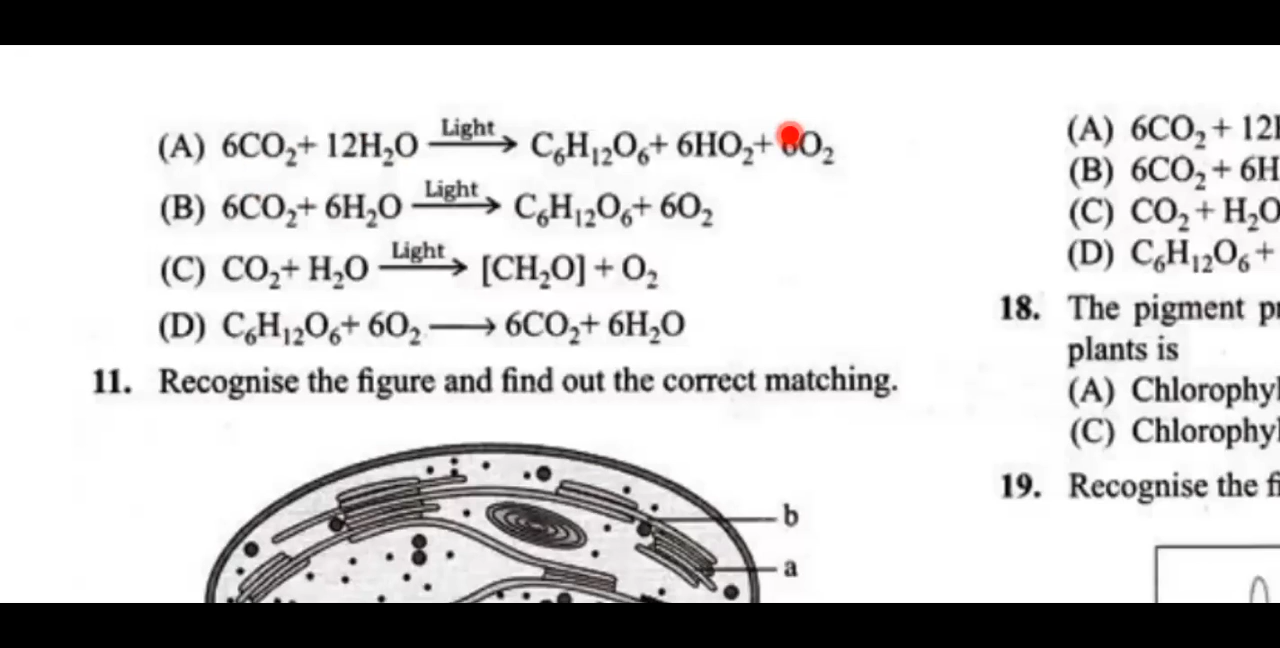 (A) 6CO₂+ 12H₂O Light⟶ C₆H₁₂O₆+ 6HO₂+ 6O₂
(B) 6CO₂+ 6H₂O Light⟶ C₆H₁₂O₆+ 6O₂
(C) CO₂+ H₂O Light⟶ [CH₂O] + O₂
(D) C₆H₁₂O₆+ 6O₂ ⟶ 6CO₂+ 6H₂O
11. Recognise the figure and find out the correct matching.
b
a
(A) 6CO₂ + 12
(B) 6CO₂ + 6H
(C) CO₂ + H₂O
(D) C₆H₁₂O₆ +
18. The pigment
plants is
(A)
(C)
19. Recognise the